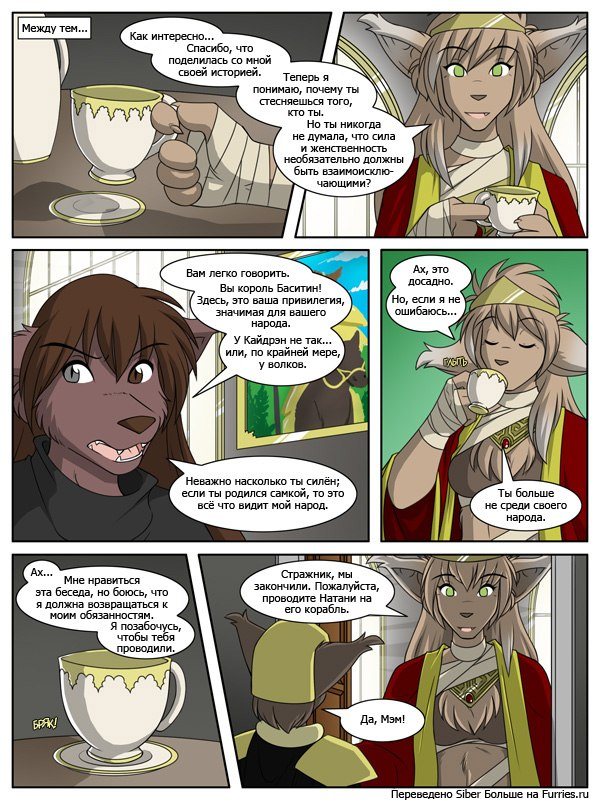 Между тем...
Как интересно...
Спасибо, что
поделилась со мной
своей историей.
Теперь я
понимаю, почему ты
стесняешься того,
кто ты.
Но ты никогда
не думала, что сила
и женственность
необязательно должны
быть взаимоисклю-
чающими?
Вам легко говорить.
Вы король Баситин!
Здесь, это ваша привилегия,
значимая для вашего
народа.
У Кайдрэн не так...
или, по крайней мере,
у волков.
Неважно насколько ты силён;
если ты родился самкой, то это
всё что видит мой народ.
Ах, это
досадно.
Но, если я не
ошибаюсь...
ГЛЫТЬ
Ты больше
не среди своего
народа.
Ах...
Мне нравиться
эта беседа, но боюсь, что
я должна возвращаться к
моим обязанностям.
Я позабочусь,
чтобы тебя
проводили.
БРЯК!
Стражник, мы
закончили. Пожалуйста,
проводите Натани на
его корабль.
Да, Мэм!
Переведено Siber Больше на Furries.ru